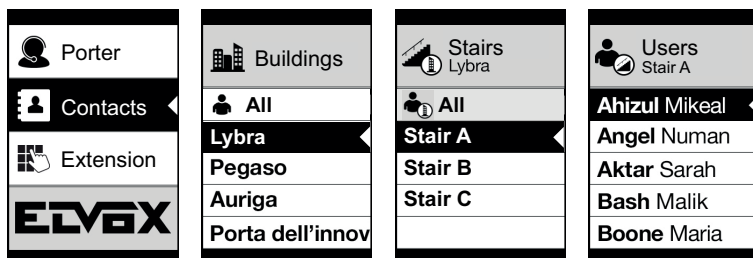 Porter
Contacts
Extension
ELVOX
Buildings
All
Lybra
Pegaso
Auriga
Porta dell'innov
Stairs
Lybra
All
Stair A
Stair B
Stair C
Users
Stair A
Ahizul Mikeal
Angel Numan
Aktar Sarah
Bash Malik
Boone Maria